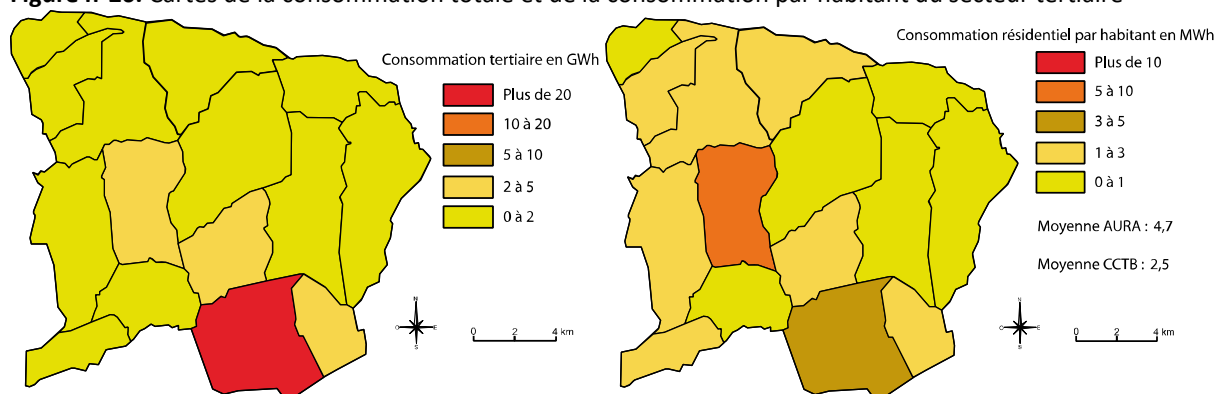 Figure n°20: Cartes de la consommation totale et de la consommation par habitant du secteur tertiaire
Consommation tertiaire en GWh
Plus de 20
10 à 20
5 à 10
2 à 5
0 à 2
N
O E
S
0 2 4 km
Consommation résidentiel par habitant en MWh
Plus de 10
5 à 10
3 à 5
1 à 3
0 à 1
Moyenne AURA : 4,7
Moyenne CCTB : 2,5
N
O E
S
0 2 4 km